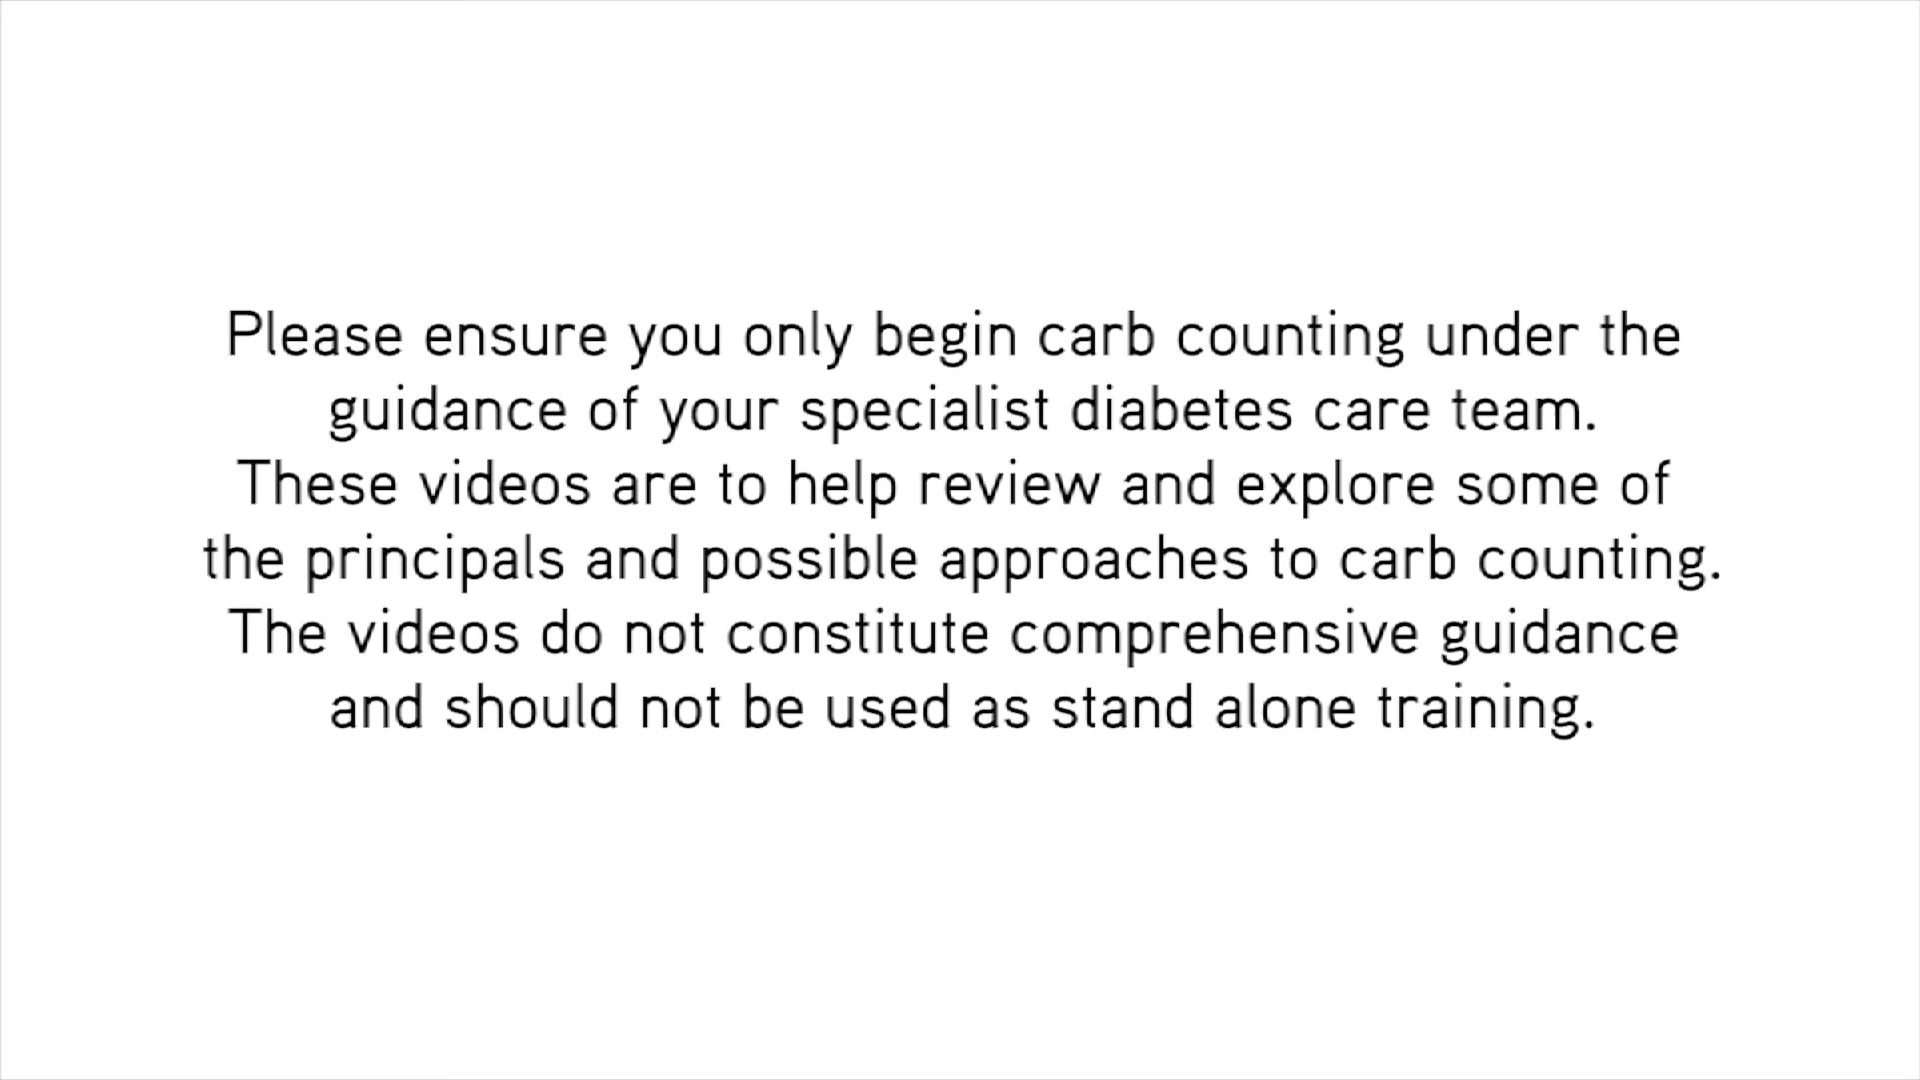 Please ensure you only begin carb counting under the
guidance of your specialist diabetes care team.
These videos are to help review and explore some of
the principals and possible approaches to carb counting.
The videos do not constitute comprehensive guidance
and should not be used as stand alone training.